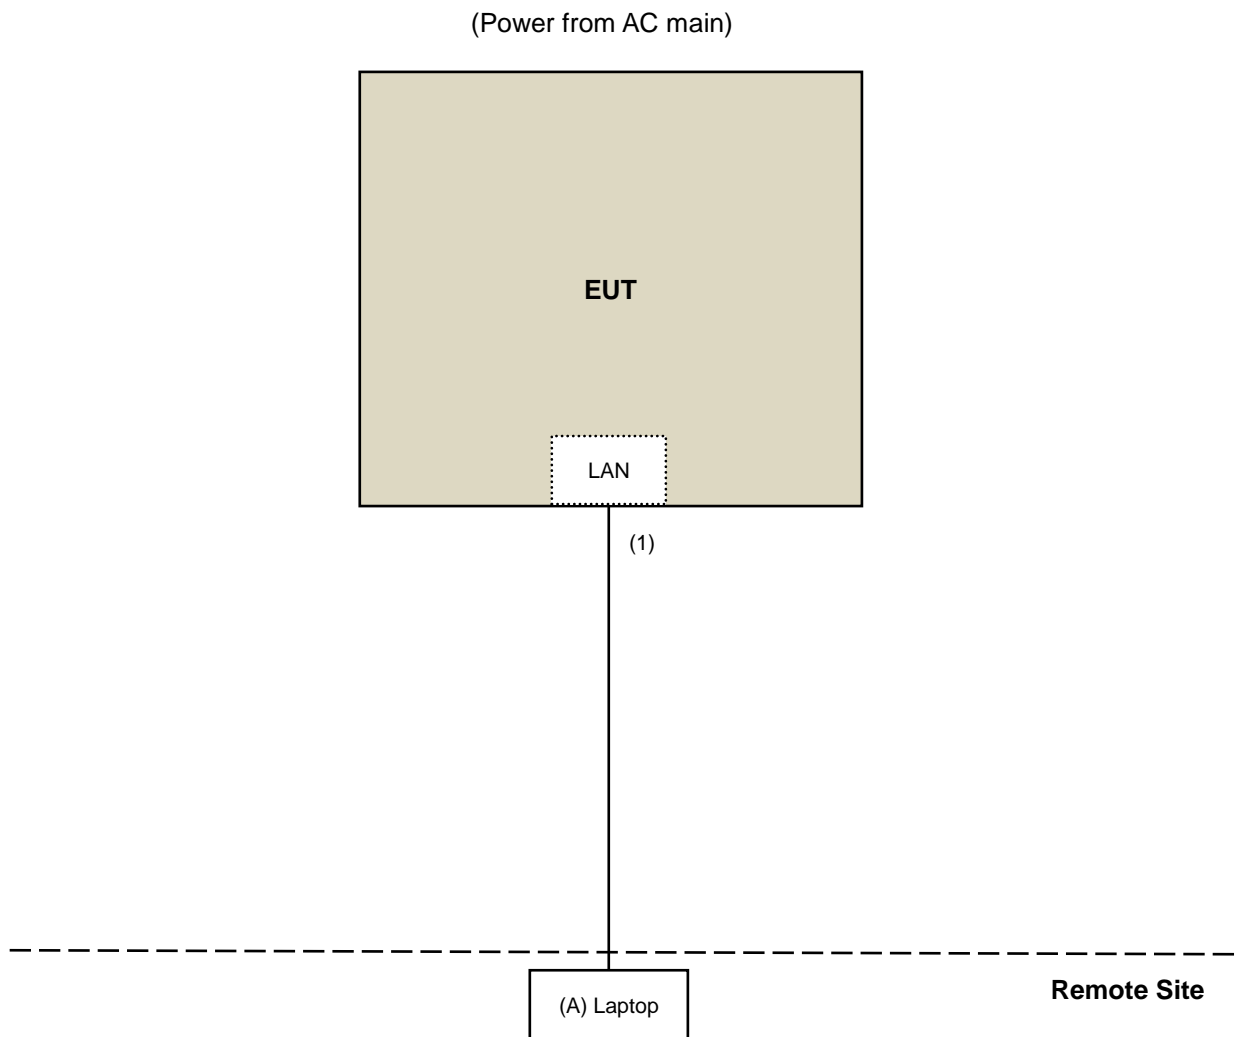 (Power from AC main)
EUT
LAN
(1)
Remote Site
(A) Laptop